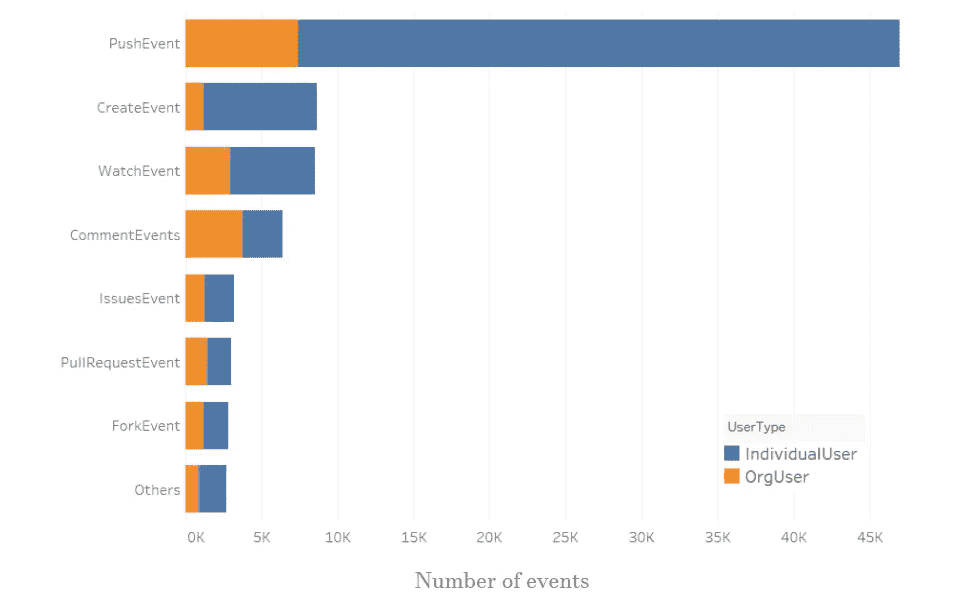 PushEvent
CreateEvent
WatchEvent
CommentEvents
IssuesEvent
PullRequestEvent
ForkEvent
Others
UserType
IndividualUser
OrgUser
0K 5K 10K 15K 20K 25K 30K 35K 40K 45K
Number of events